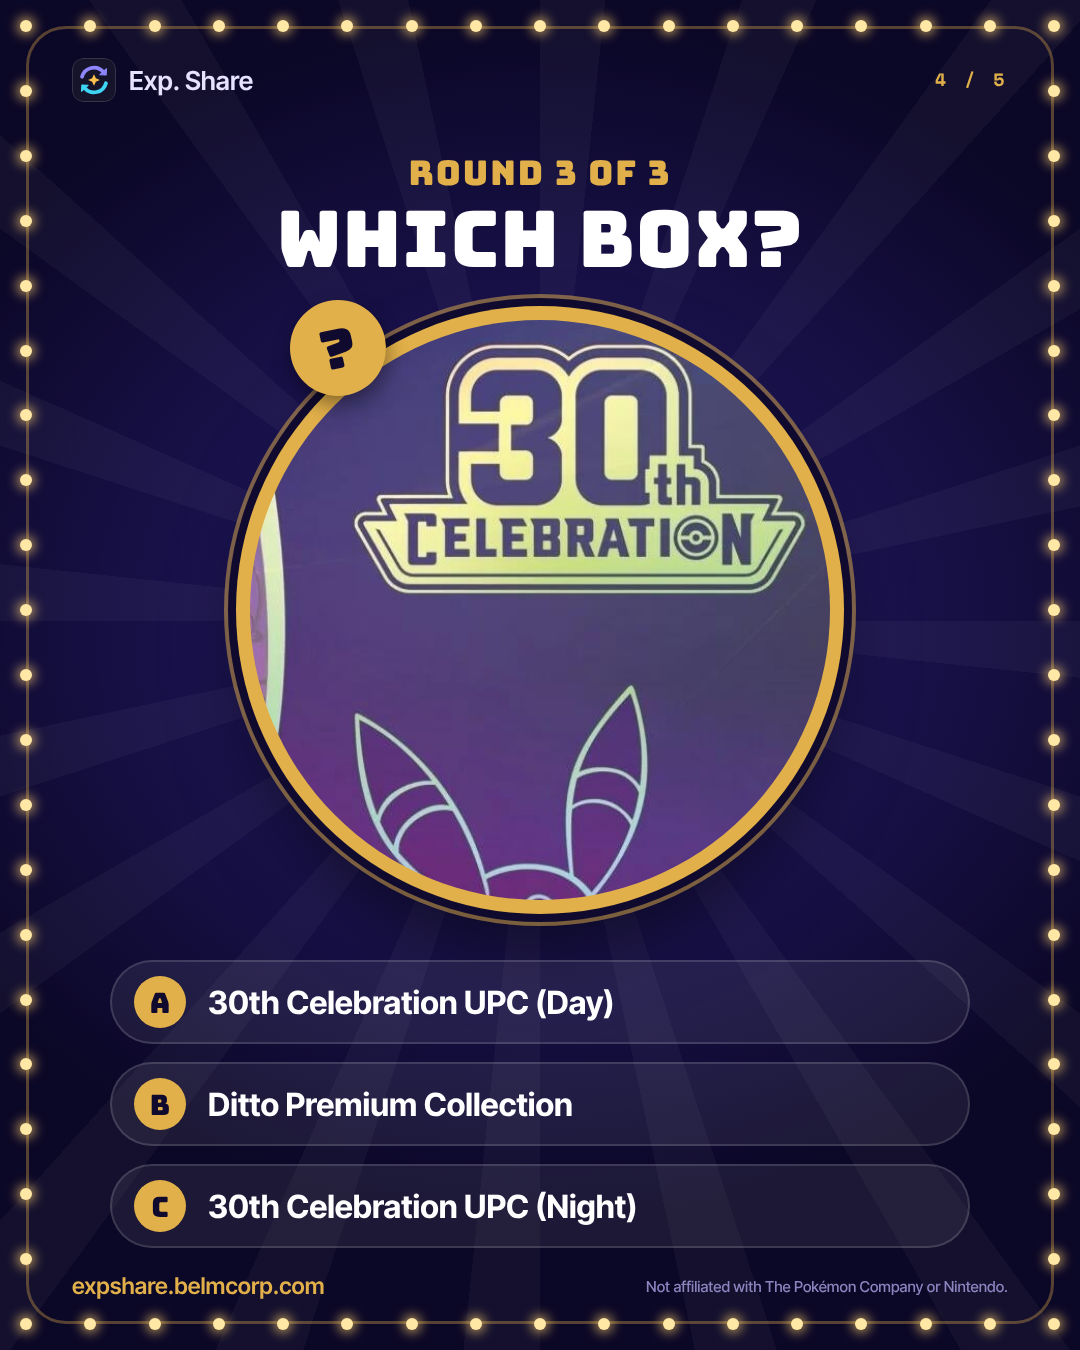 Exp. Share
4 / 5
ROUND 3 OF 3
WHICH BOX?
?
30th
CELEBRATION
A 30th Celebration UPC (Day)
B Ditto Premium Collection
C 30th Celebration UPC (Night)
expshare.belmcorp.com
Not affiliated with The Pokémon Company or Nintendo.